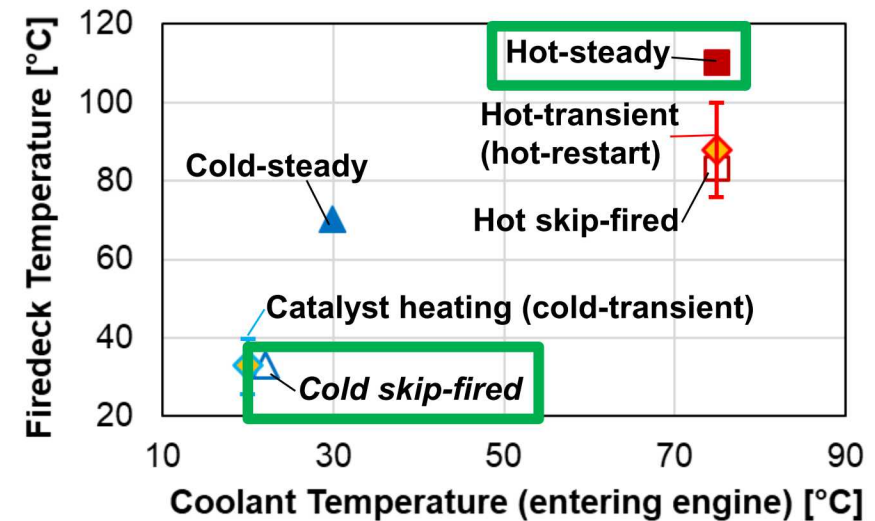 Firedeck Temperature [°C]
120
100
80
60
40
20
Hot-steady
Hot-transient
(hot-restart)
Cold-steady
Hot skip-fired
Catalyst heating (cold-transient)
Cold skip-fired
10
30
50
70
90
Coolant Temperature (entering engine) [°C]